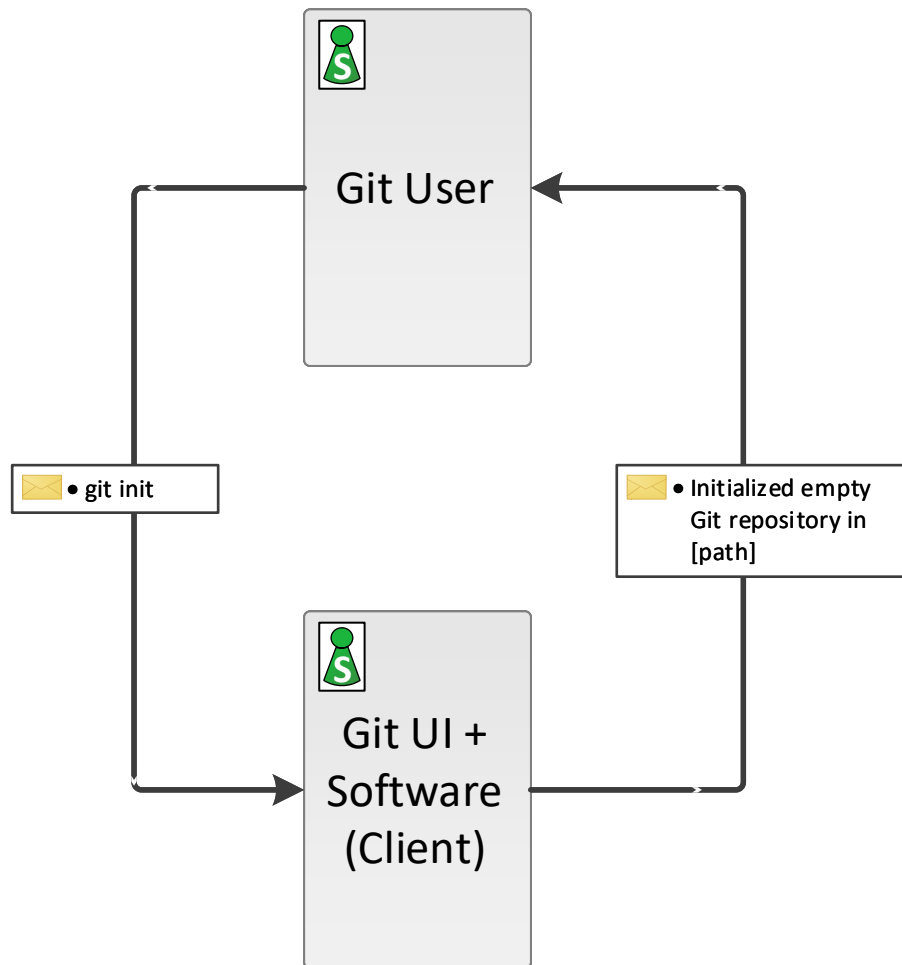 S
Git User
• git init
• Initialized empty
Git repository in
[path]
S
Git UI +
Software
(Client)